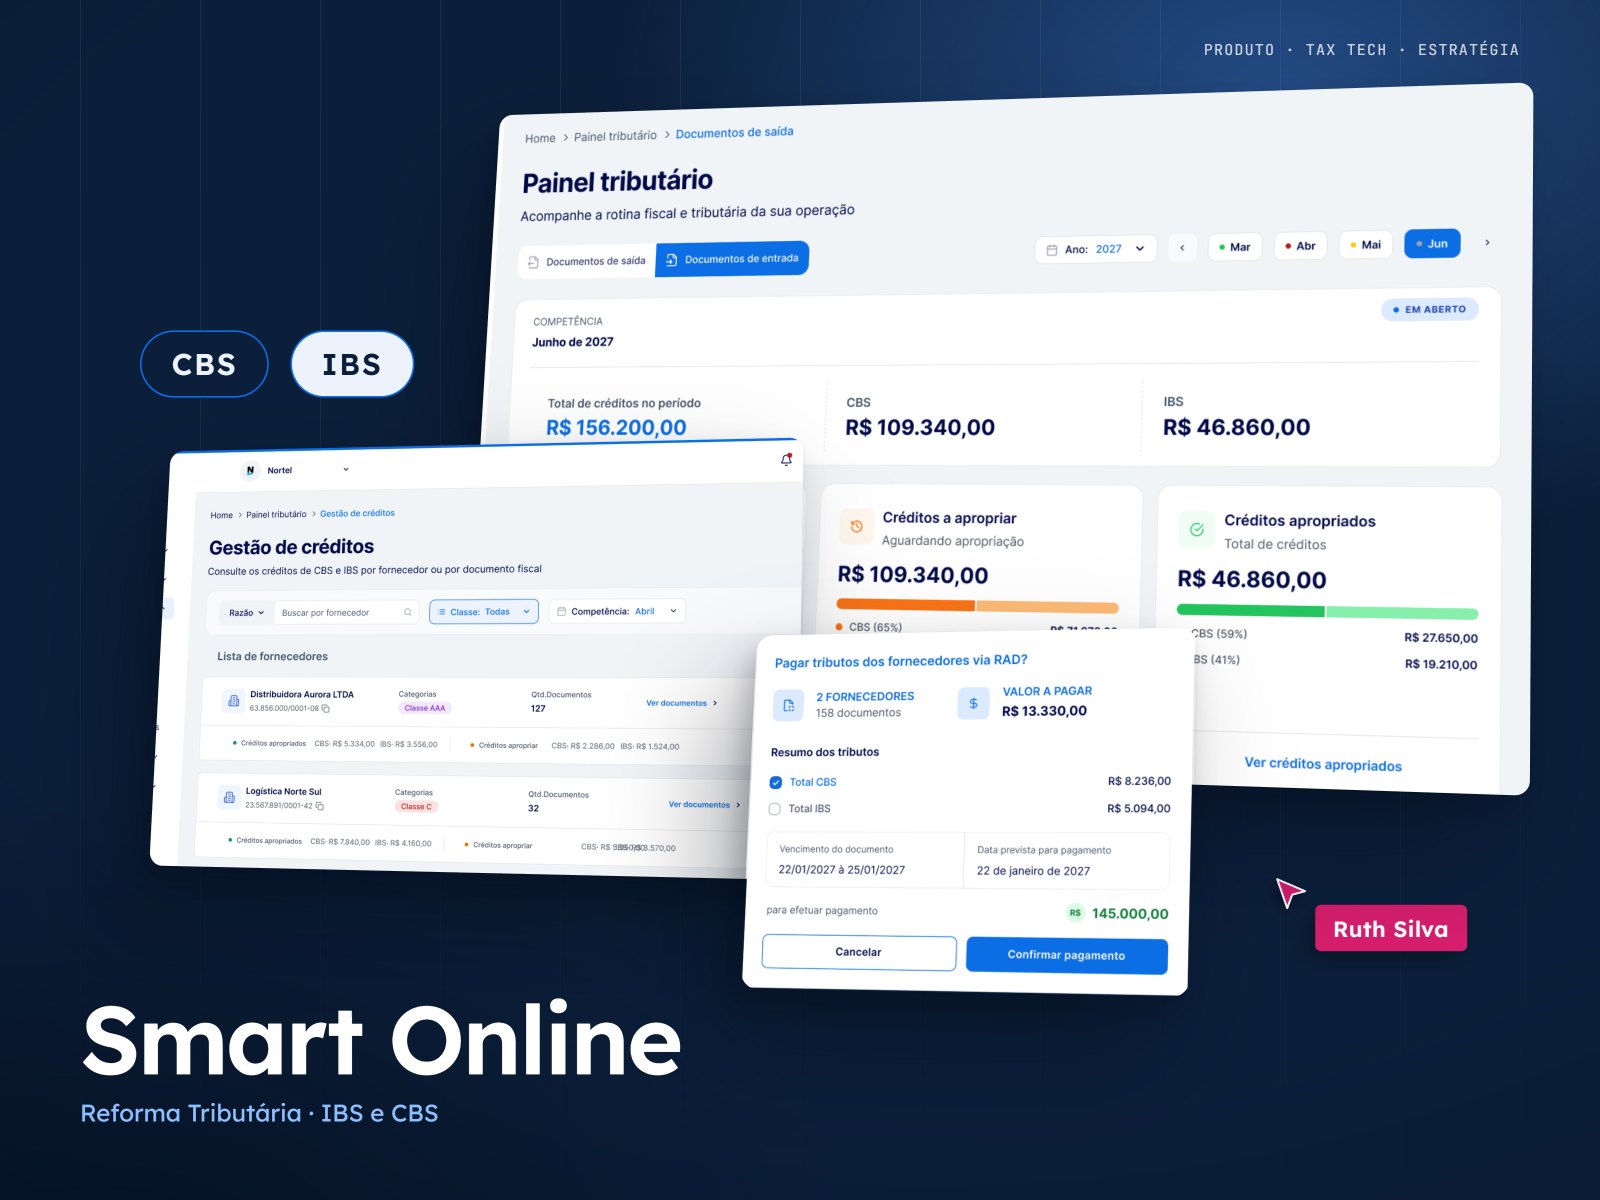 PRODUTO · TAX TECH · ESTRATÉGIA
Home > Painel tributário > Documentos de saída
Painel tributário
Acompanhe a rotina fiscal e tributária da sua operação
Documentos de saída
Documentos de entrada
Ano: 2027
Mar
Abr
Mai
Jun
COMPETÊNCIA
Junho de 2027
EM ABERTO
Total de créditos no período
R$ 156.200,00
CBS
R$ 109.340,00
IBS
R$ 46.860,00
CBS
IBS
Créditos a apropriar
Aguardando apropriação
R$ 109.340,00
CBS (65%)
Créditos apropriados
Total de créditos
R$ 46.860,00
CBS (59%) R$ 27.650,00
BS (41%) R$ 19.210,00
Ver créditos apropriados
N Nortel
Home > Painel tributário > Gestão de créditos
Gestão de créditos
Consulte os créditos de CBS e IBS por fornecedor ou por documento fiscal
Razão
Buscar por fornecedor
Classe: Todas
Competência: Abril
Lista de fornecedores
Distribuidora Aurora LTDA
63.856.000/0001-08
Categorias
Classe AAA
Qtd.Documentos
127
Ver documentos >
Créditos apropriados CBS· R$ 5.334,00 IBS· R$ 3.556,00
Créditos apropriar CBS· R$ 2.286,00 IBS· R$ 1.524,00
Logística Norte Sul
23.567.891/0001-42
Categorias
Classe C
Qtd.Documentos
32
Ver documentos >
Créditos apropriados CBS· R$ 7.840,00 IBS· R$ 4.160,00
Créditos apropriar CBS· R$
Pagar tributos dos fornecedores via RAD?
2 FORNECEDORES
158 documentos
VALOR A PAGAR
R$ 13.330,00
Resumo dos tributos
Total CBS R$ 8.236,00
Total IBS R$ 5.094,00
Vencimento do documento
22/01/2027 à 25/01/2027
Data prevista para pagamento
22 de janeiro de 2027
para efetuar pagamento
R$ 145.000,00
Cancelar
Confirmar pagamento
Ruth Silva
Smart Online
Reforma Tributária · IBS e CBS